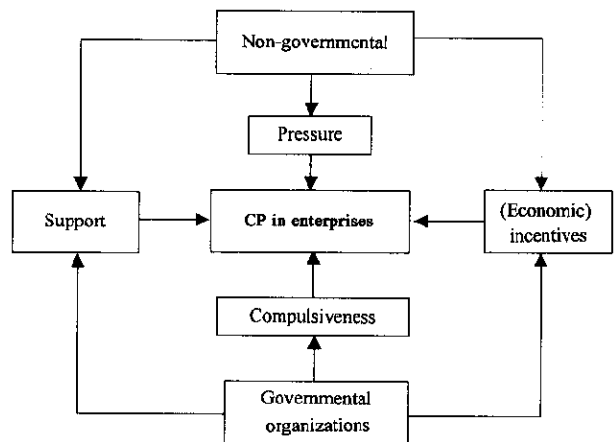 Non-governmental
Pressure
Support
CP in enterprises
(Economic)
incentives
Compulsiveness
Governmental
organizations